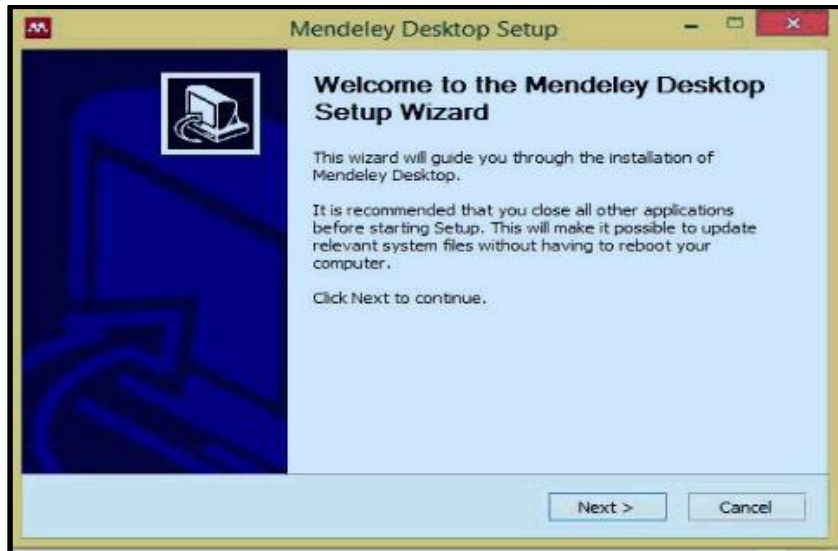 Mendeley Desktop Setup
Welcome to the Mendeley Desktop
Setup Wizard
This wizard will guide you through the installation of
Mendeley Desktop.
It is recommended that you close all other applications
before starting Setup. This will make it possible to update
relevant system files without having to reboot your
computer.
Click Next to continue.
Next >
Cancel